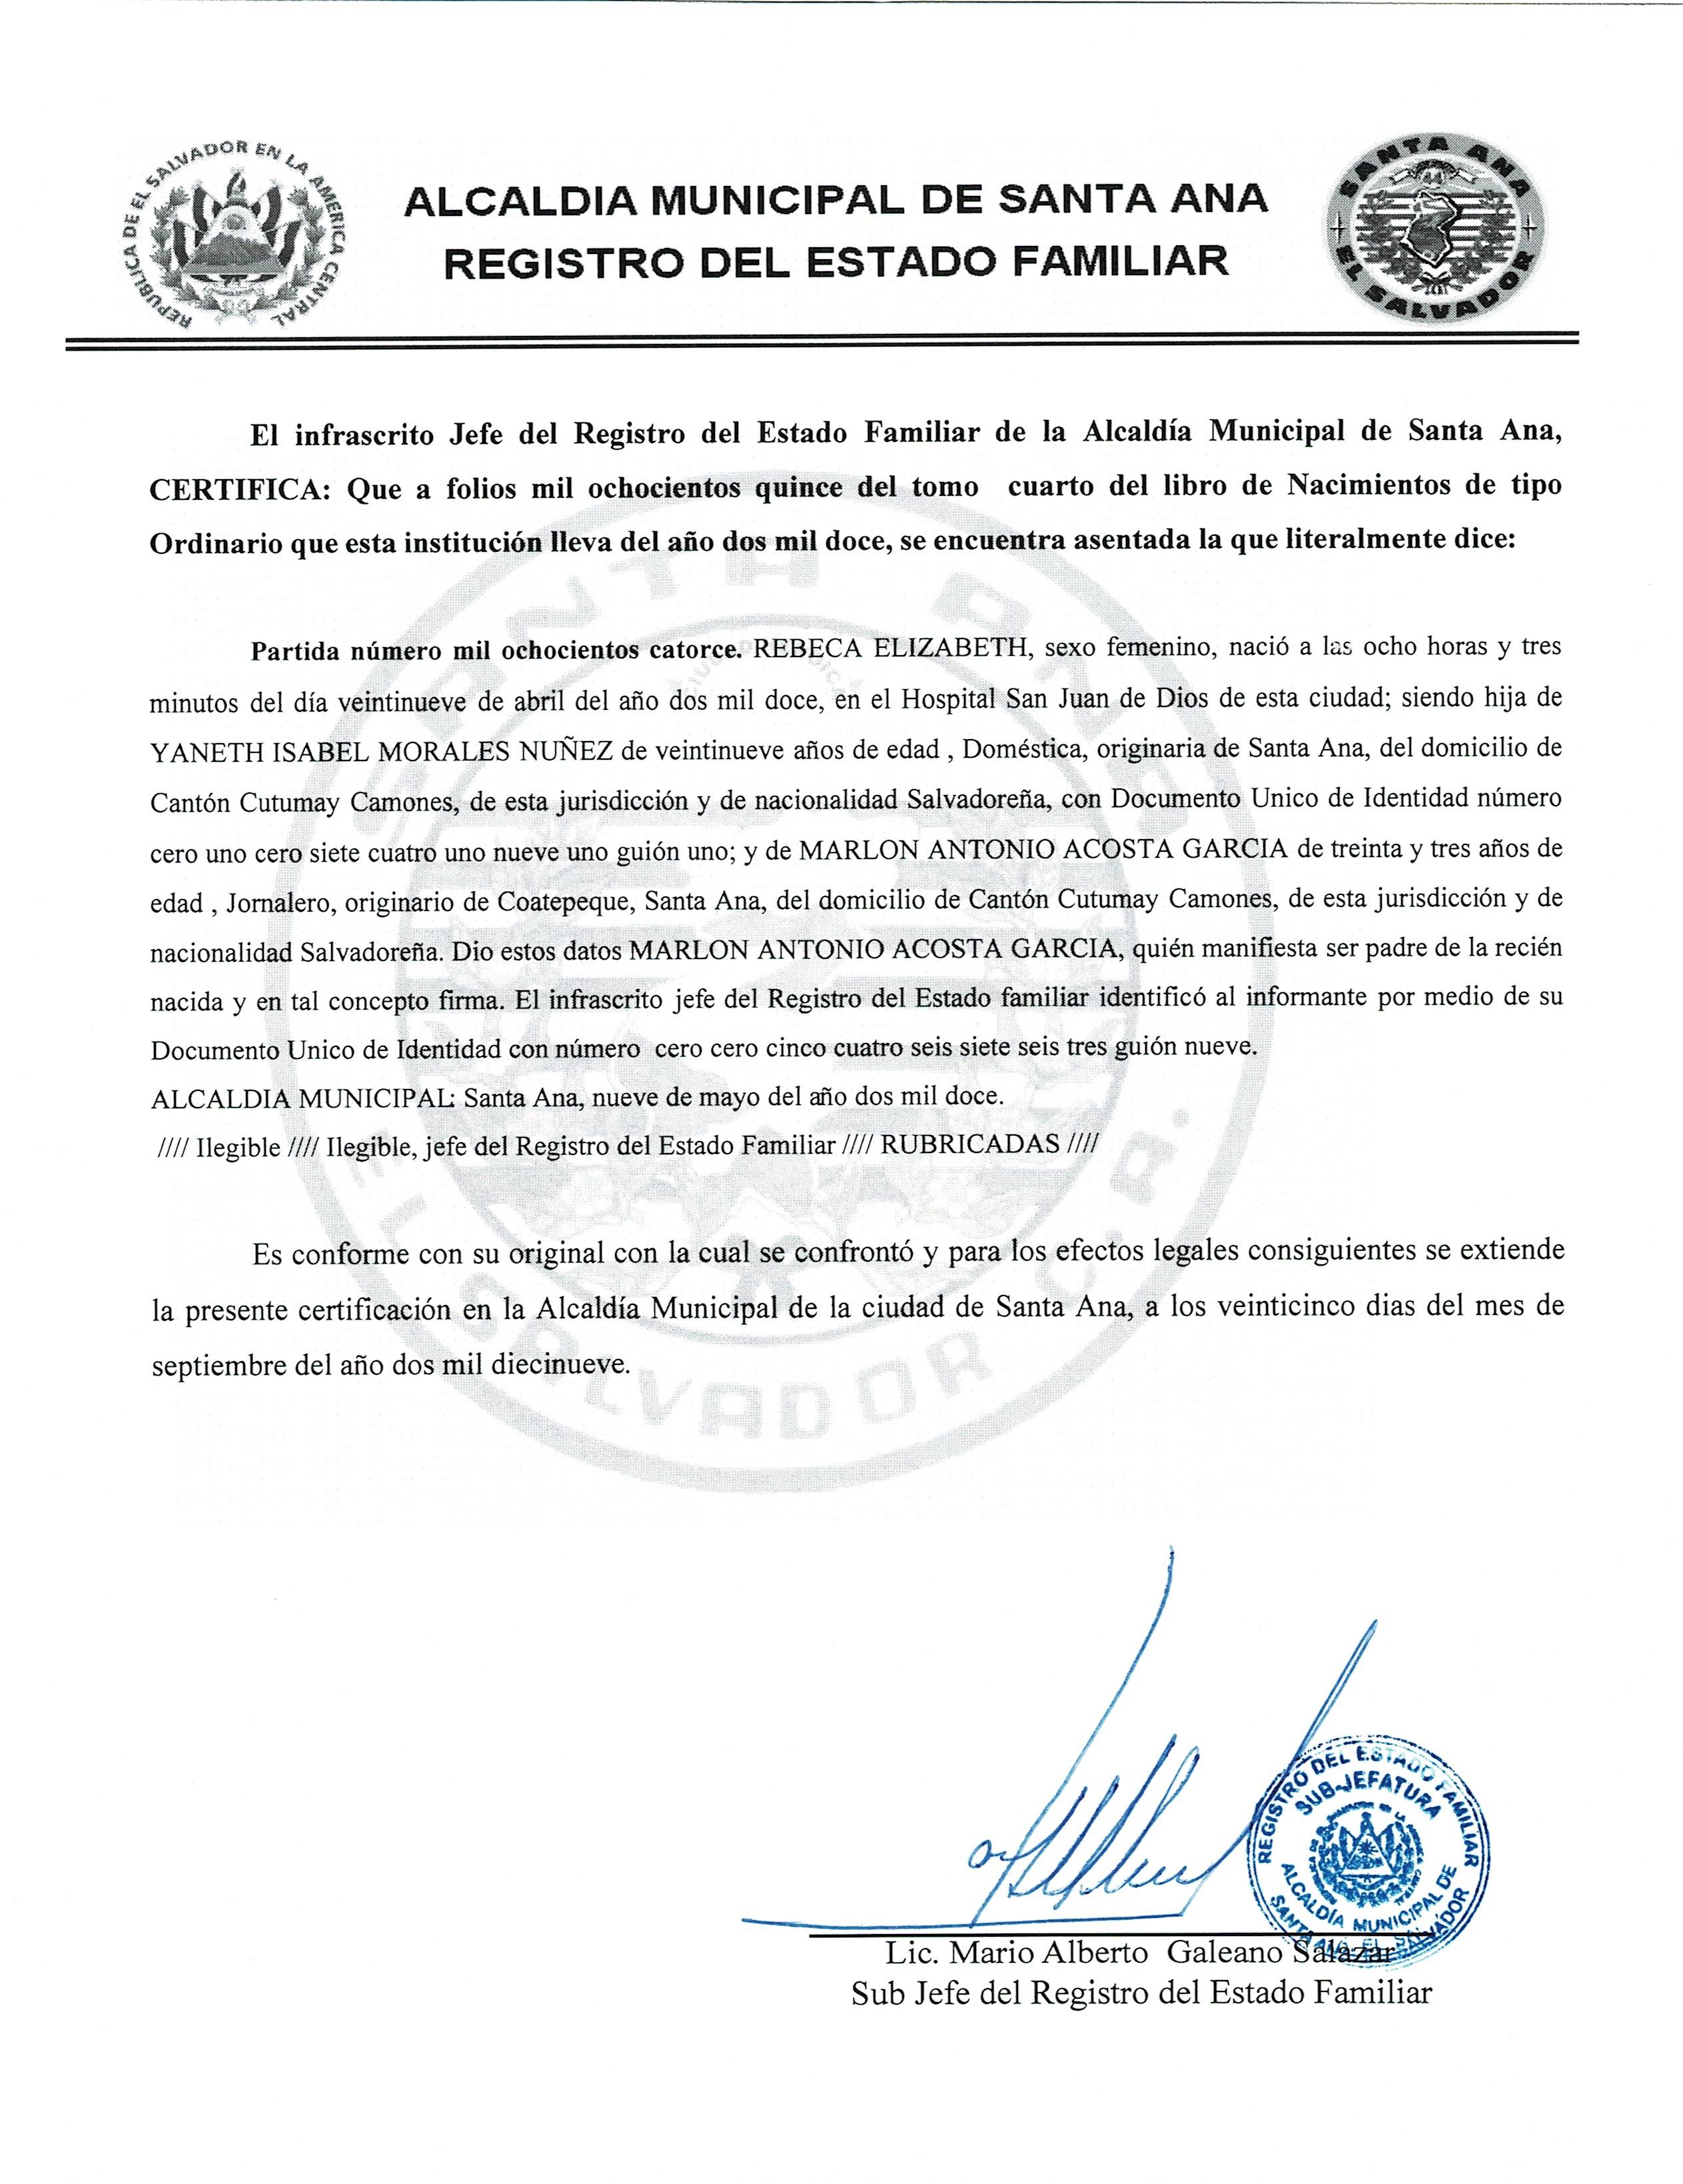 REPUBLICA DE EL SALVADOR EN LA AMERICA CENTRAL
ALCALDIA MUNICIPAL DE SANTA ANA
REGISTRO DEL ESTADO FAMILIAR
SANTA ANA
44
EL SALVADOR
El infrascrito Jefe del Registro del Estado Familiar de la Alcaldía Municipal de Santa Ana,
CERTIFICA: Que a folios mil ochocientos quince del tomo cuarto del libro de Nacimientos de tipo
Ordinario que esta institución lleva del año dos mil doce, se encuentra asentada la que literalmente dice:
Partida número mil ochocientos catorce. REBECA ELIZABETH, sexo femenino, nació a las ocho horas y tres
minutos del día veintinueve de abril del año dos mil doce, en el Hospital San Juan de Dios de esta ciudad; siendo hija de
YANETH ISABEL MORALES NUÑEZ de veintinueve años de edad , Doméstica, originaria de Santa Ana, del domicilio de
Cantón Cutumay Camones, de esta jurisdicción y de nacionalidad Salvadoreña, con Documento Unico de Identidad número
cero uno cero siete cuatro uno nueve uno guión uno; y de MARLON ANTONIO ACOSTA GARCIA de treinta y tres años de
edad , Jornalero, originario de Coatepeque, Santa Ana, del domicilio de Cantón Cutumay Camones, de esta jurisdicción y de
nacionalidad Salvadoreña. Dio estos datos MARLON ANTONIO ACOSTA GARCIA, quién manifiesta ser padre de la recién
nacida y en tal concepto firma. El infrascrito jefe del Registro del Estado familiar identificó al informante por medio de su
Documento Unico de Identidad con número cero cero cinco cuatro seis siete seis tres guión nueve.
ALCALDIA MUNICIPAL: Santa Ana, nueve de mayo del año dos mil doce.
//// Ilegible //// Ilegible, jefe del Registro del Estado Familiar //// RUBRICADAS ////
Es conforme con su original con la cual se confrontó y para los efectos legales consiguientes se extiende
la presente certificación en la Alcaldía Municipal de la ciudad de Santa Ana, a los veinticinco dias del mes de
septiembre del año dos mil diecinueve.
REGISTRO DEL ESTADO FAMILIAR
SUB-JEFATURA
ALCALDÍA MUNICIPAL DE
SANTA ANA, EL SALVADOR
Lic. Mario Alberto Galeano Salazar
Sub Jefe del Registro del Estado Familiar